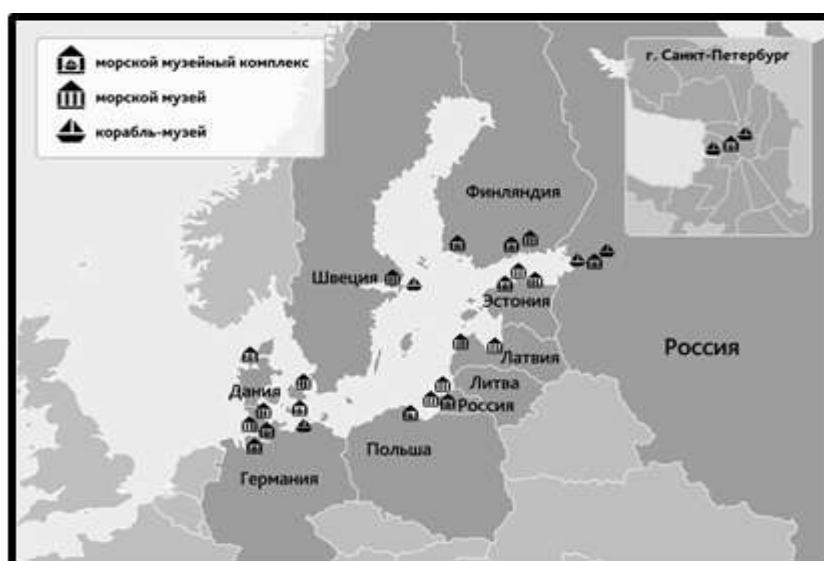 морской музейный комплекс
морской музей
корабль-музей
г. Санкт-Петербург
Финляндия
Швеция
Эстония
Россия
Латвия
Дания
Литва
Россия
Польша
Германия